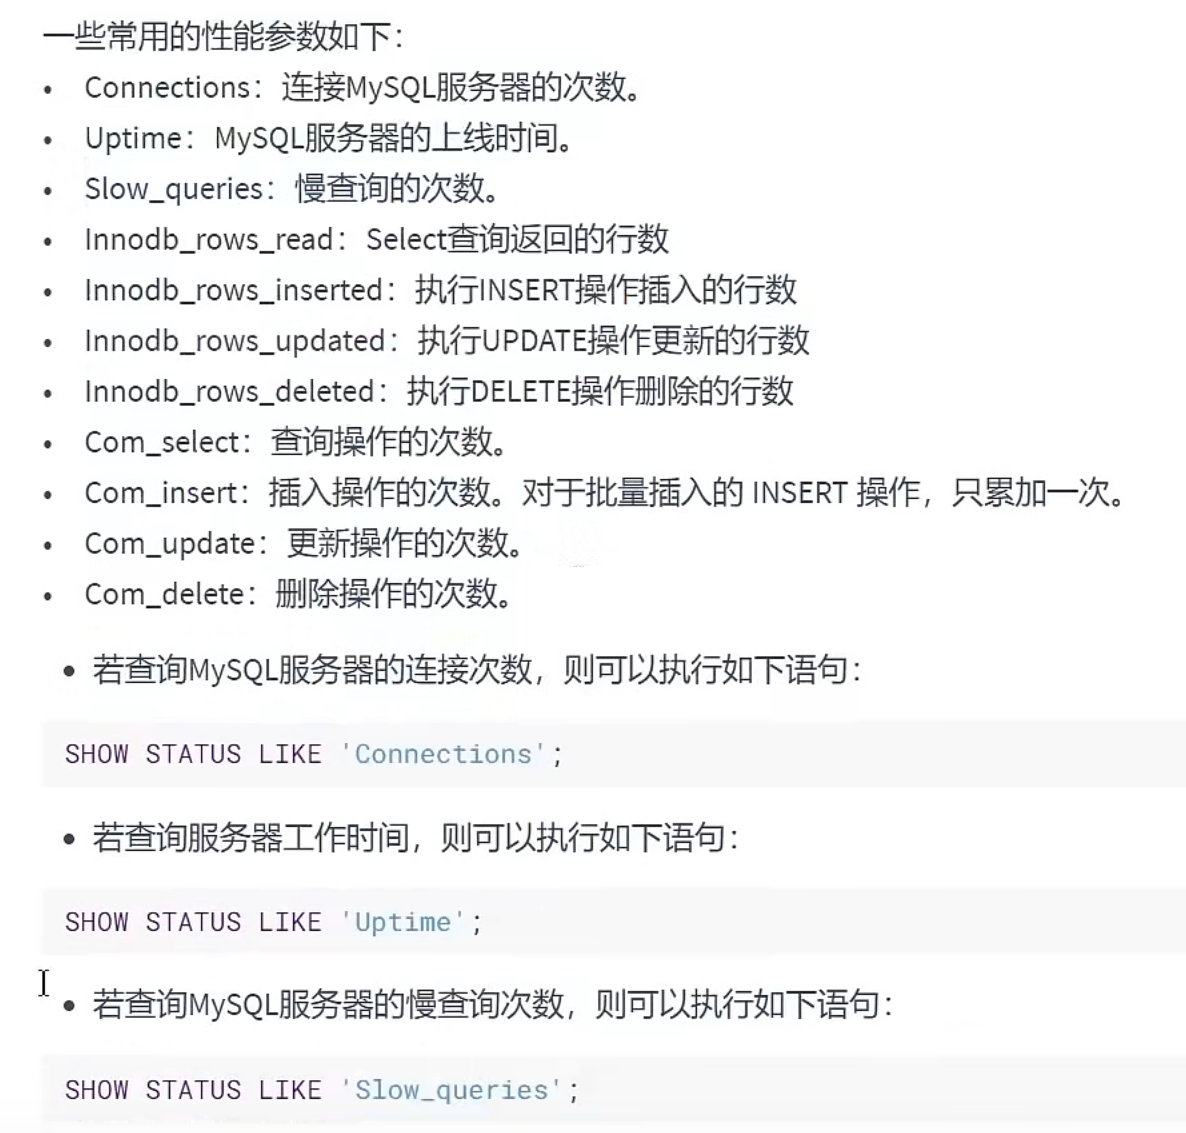 一些常用的性能参数如下：
• Connections：连接MySQL服务器的次数。
• Uptime：MySQL服务器的上线时间。
• Slow_queries：慢查询的次数。
• Innodb_rows_read：Select查询返回的行数
• Innodb_rows_inserted：执行INSERT操作插入的行数
• Innodb_rows_updated：执行UPDATE操作更新的行数
• Innodb_rows_deleted：执行DELETE操作删除的行数
• Com_select：查询操作的次数。
• Com_insert：插入操作的次数。对于批量插入的 INSERT 操作，只累加一次。
• Com_update：更新操作的次数。
• Com_delete：删除操作的次数。
• 若查询MySQL服务器的连接次数，则可以执行如下语句：
SHOW STATUS LIKE 'Connections';
• 若查询服务器工作时间，则可以执行如下语句：
SHOW STATUS LIKE 'Uptime';
• 若查询MySQL服务器的慢查询次数，则可以执行如下语句：
SHOW STATUS LIKE 'Slow_queries';